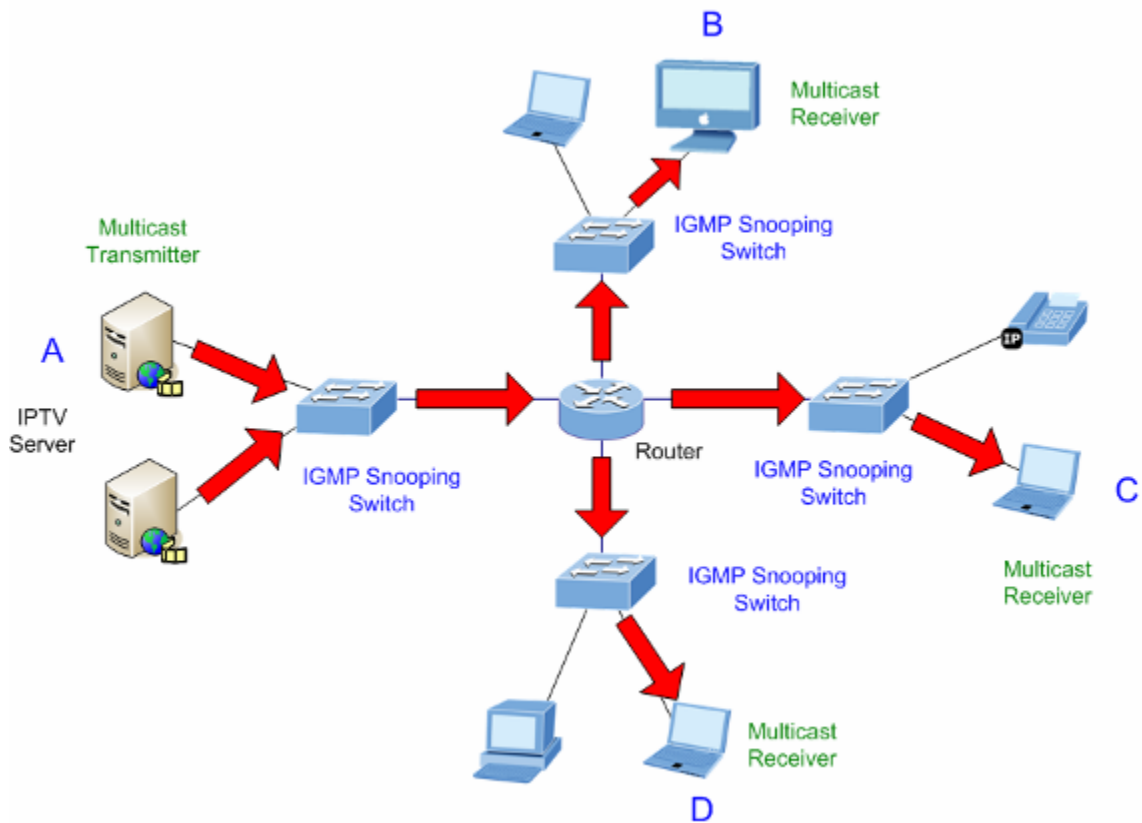 B
Multicast
Receiver
IGMP Snooping
Switch
Multicast
Transmitter
A
IPTV
Server
IGMP Snooping
Switch
Router
IP
IGMP Snooping
Switch
C
Multicast
Receiver
IGMP Snooping
Switch
Multicast
Receiver
D